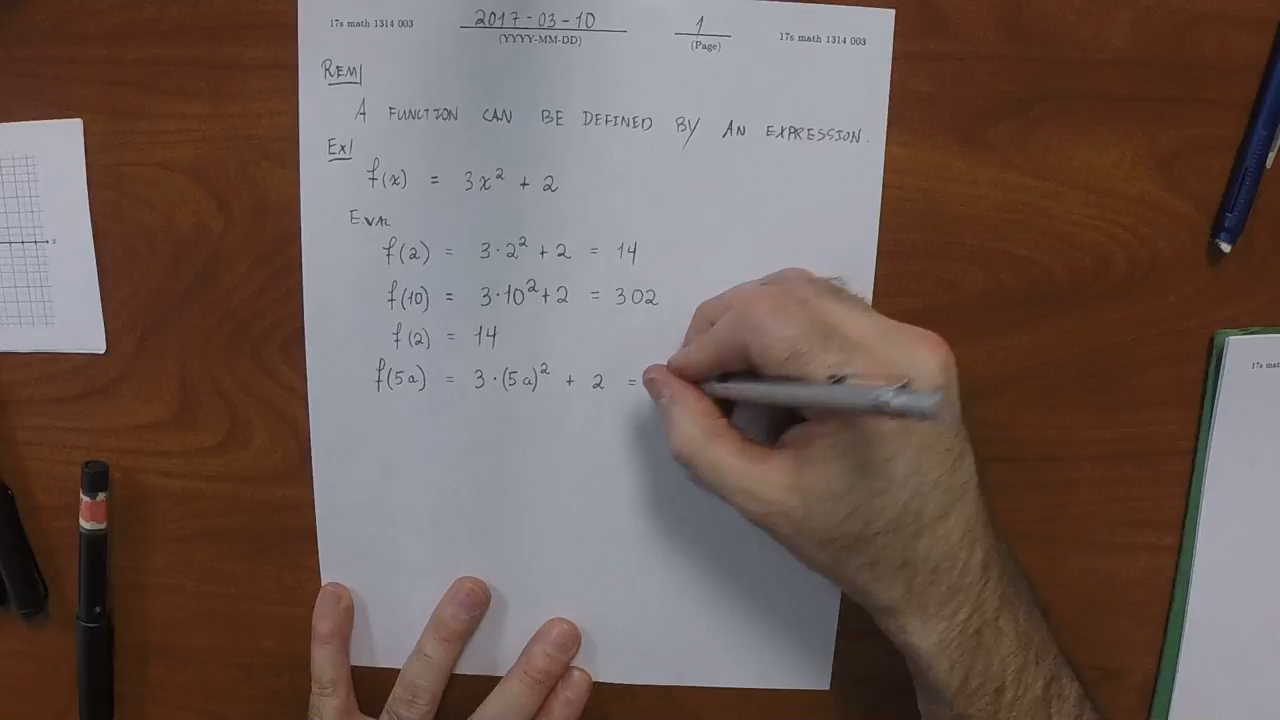 17s math 1314 003 2017-03-10 1 17s math 1314 003
(YYYY-MM-DD) (Page)
REM
A FUNCTION CAN BE DEFINED BY AN EXPRESSION.
EX
f(x) = 3x² + 2
EVAL
f(2) = 3·2² + 2 = 14
f(10) = 3·10² + 2 = 302
f(2) = 14
f(5a) = 3·(5a)² + 2 =